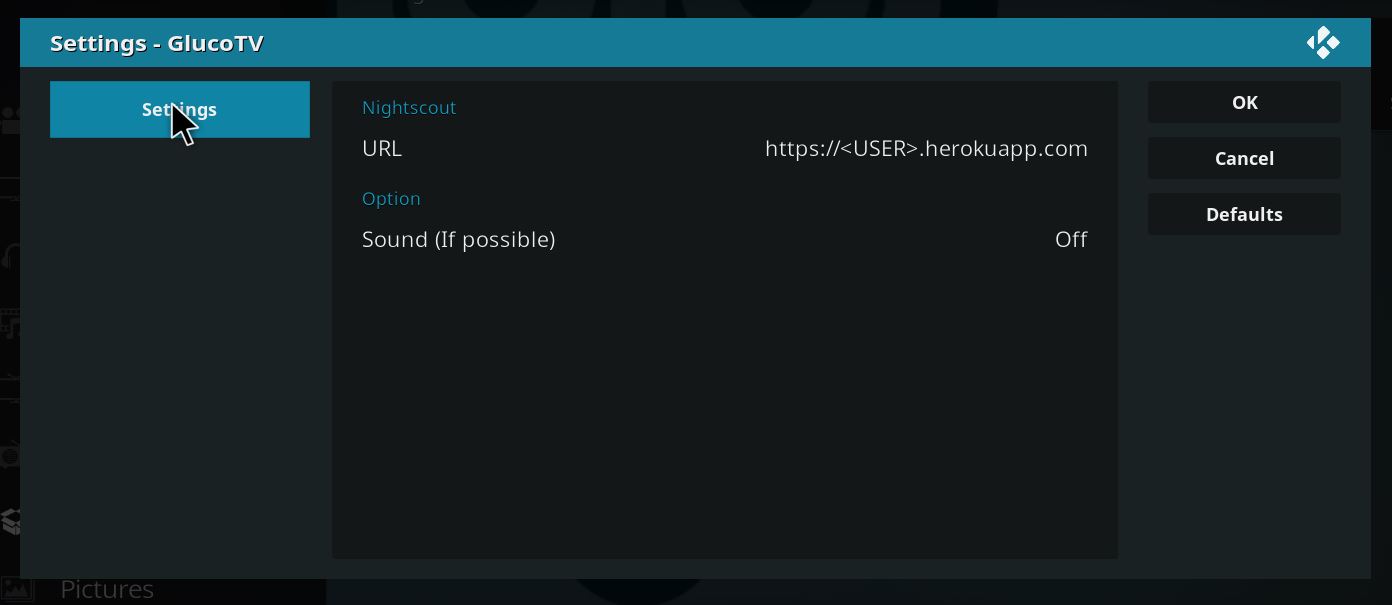 Settings - GlucoTV
Settings
Nightscout
URL https://<USER>.herokuapp.com
Option
Sound (If possible) Off
OK
Cancel
Defaults
Pictures